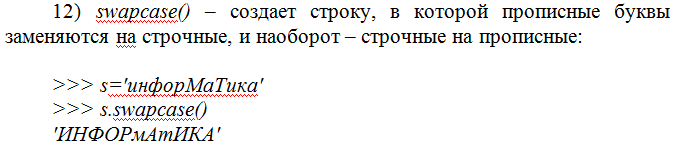 12) swapcase() – создает строку, в которой прописные буквы
заменяются на строчные, и наоборот – строчные на прописные:
>>> s='инфорМаТика'
>>> s.swapcase()
'ИНФОРмАтИКА'